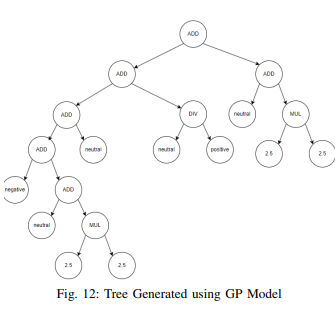 ADD
ADD ADD
ADD DIV neutral MUL
ADD neutral neutral positive 2.5 2.5
negative ADD
neutral MUL
2.5 2.5
Fig. 12: Tree Generated using GP Model